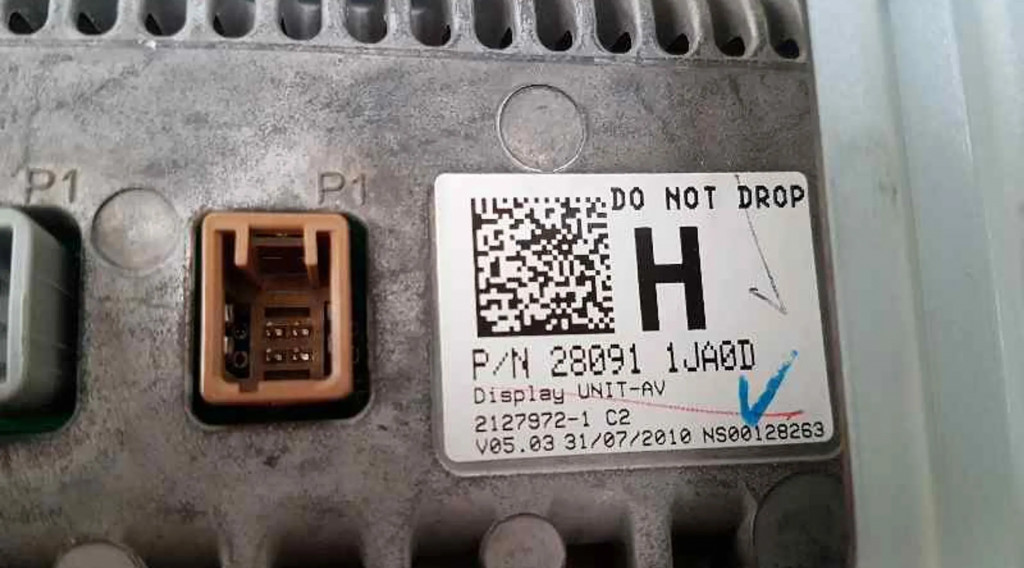 P1
P1
DO NOT DROP
H
P/N 28091 1JA0D
Display UNIT-AV
2127972-1 C2
V05.03 31/07/2010 NS00128263